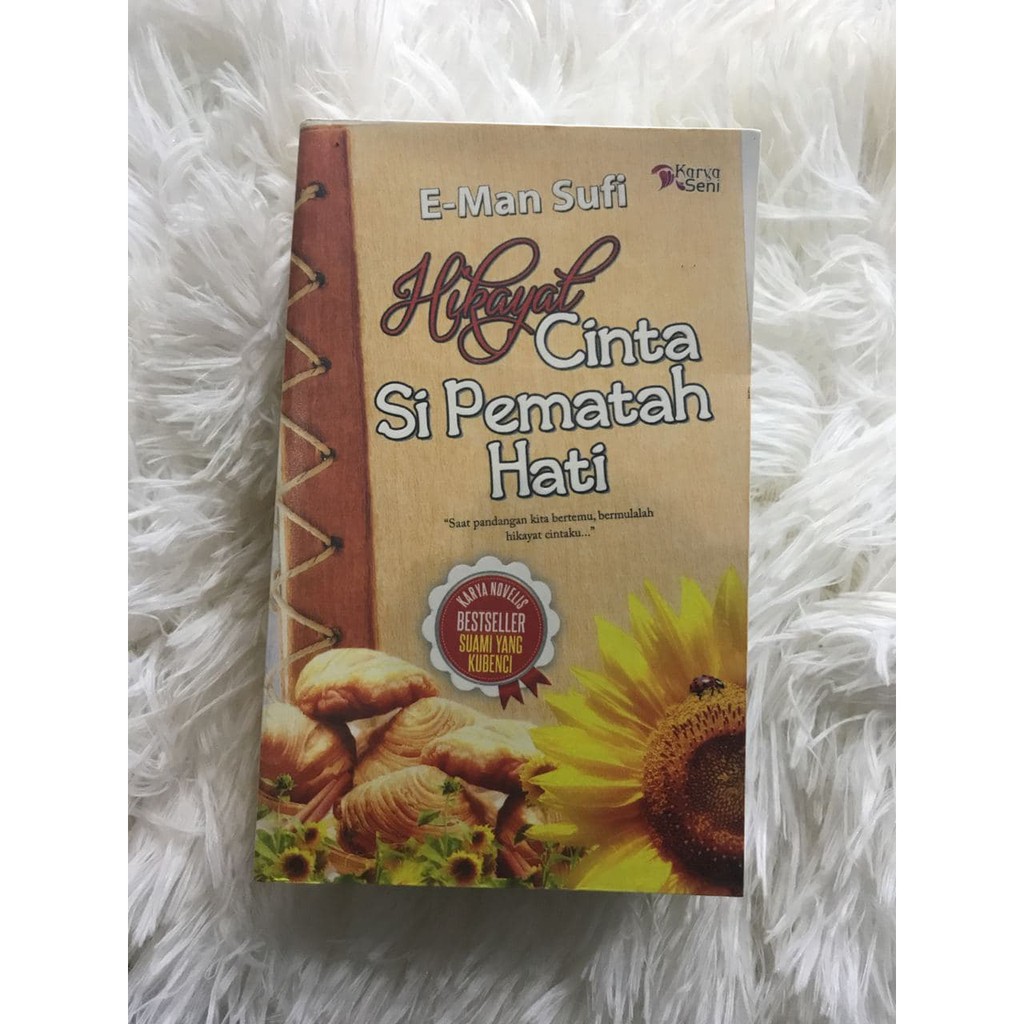 E-Man Sufi
Karya
Seni
Hikayat
Cinta
Si Pematah
Hati
"Saat pandangan kita bertemu, bermulalah
hikayat cintaku..."
KARYA NOVELIS
BESTSELLER
SUAMI YANG
KUBENCI